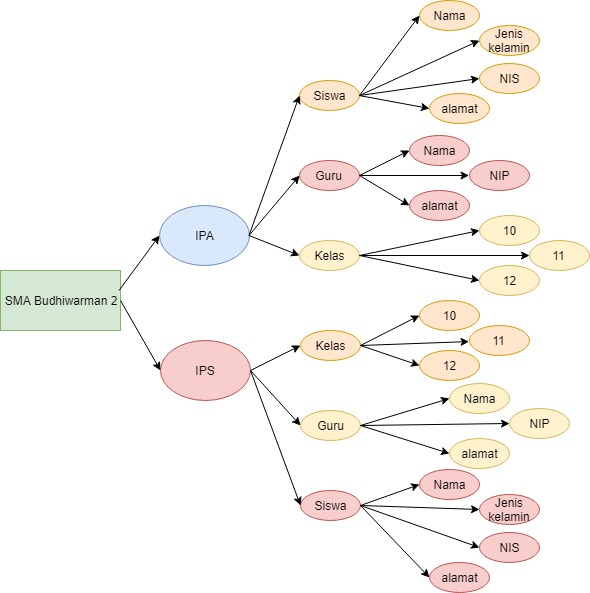 SMA Budhiwarman 2
IPA
Siswa
Nama
Jenis
kelamin
NIS
alamat
Guru
Nama
NIP
alamat
Kelas
10
11
12
IPS
Kelas
10
11
12
Guru
Nama
NIP
alamat
Siswa
Nama
Jenis
kelamin
NIS
alamat